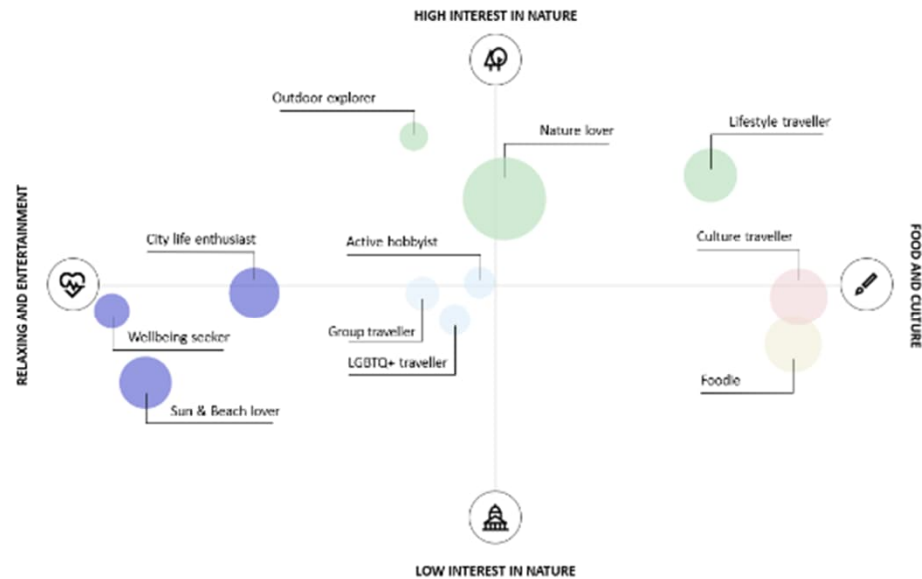 HIGH INTEREST IN NATURE
Outdoor explorer
Nature lover
Lifestyle traveller
RELAXING AND ENTERTAINMENT
City life enthusiast
Active hobbyist
Culture traveller
FOOD AND CULTURE
Wellbeing seeker
Group traveller
LGBTQ+ traveller
Foodie
Sun & Beach lover
LOW INTEREST IN NATURE